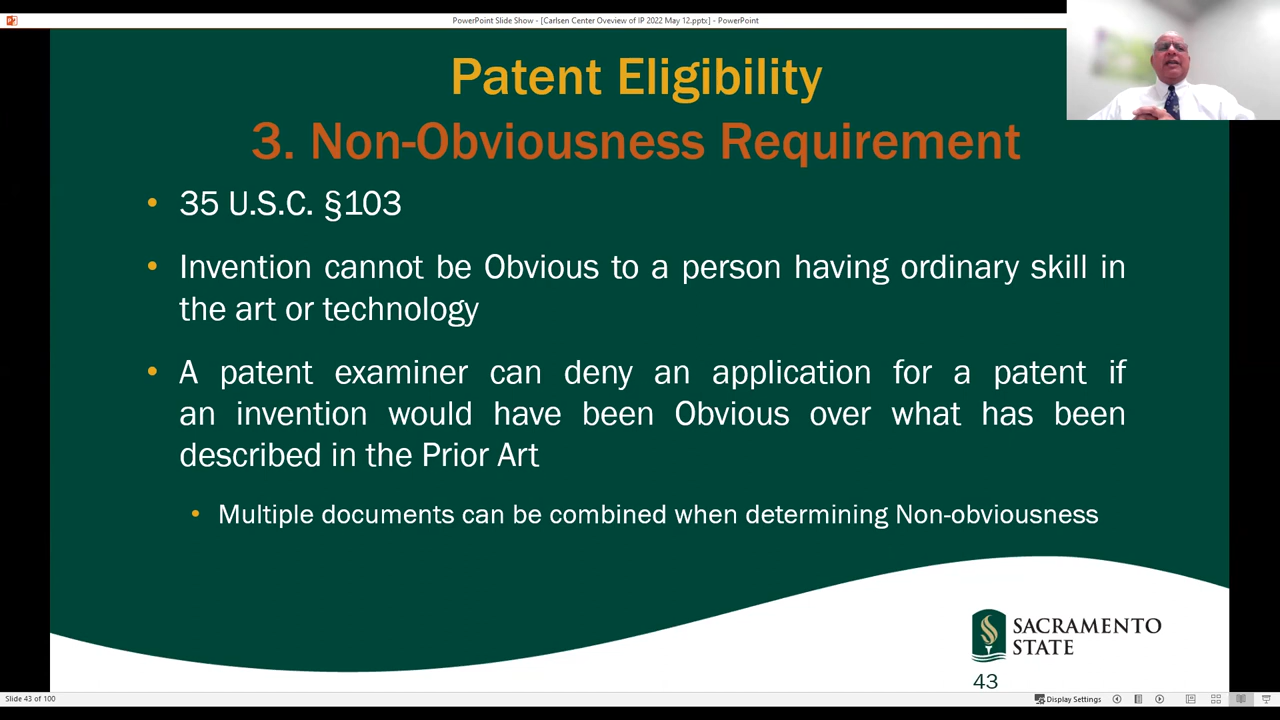 PowerPoint Slide Show - [Carlsen Center Oveview of IP 2022 May 12.pptx] - PowerPoint
Patent Eligibility
3. Non-Obviousness Requirement
• 35 U.S.C. §103
• Invention cannot be Obvious to a person having ordinary skill in
the art or technology
• A patent examiner can deny an application for a patent if
an invention would have been Obvious over what has been
described in the Prior Art
• Multiple documents can be combined when determining Non-obviousness
SACRAMENTO
STATE
43
Slide 43 of 100
Display Settings